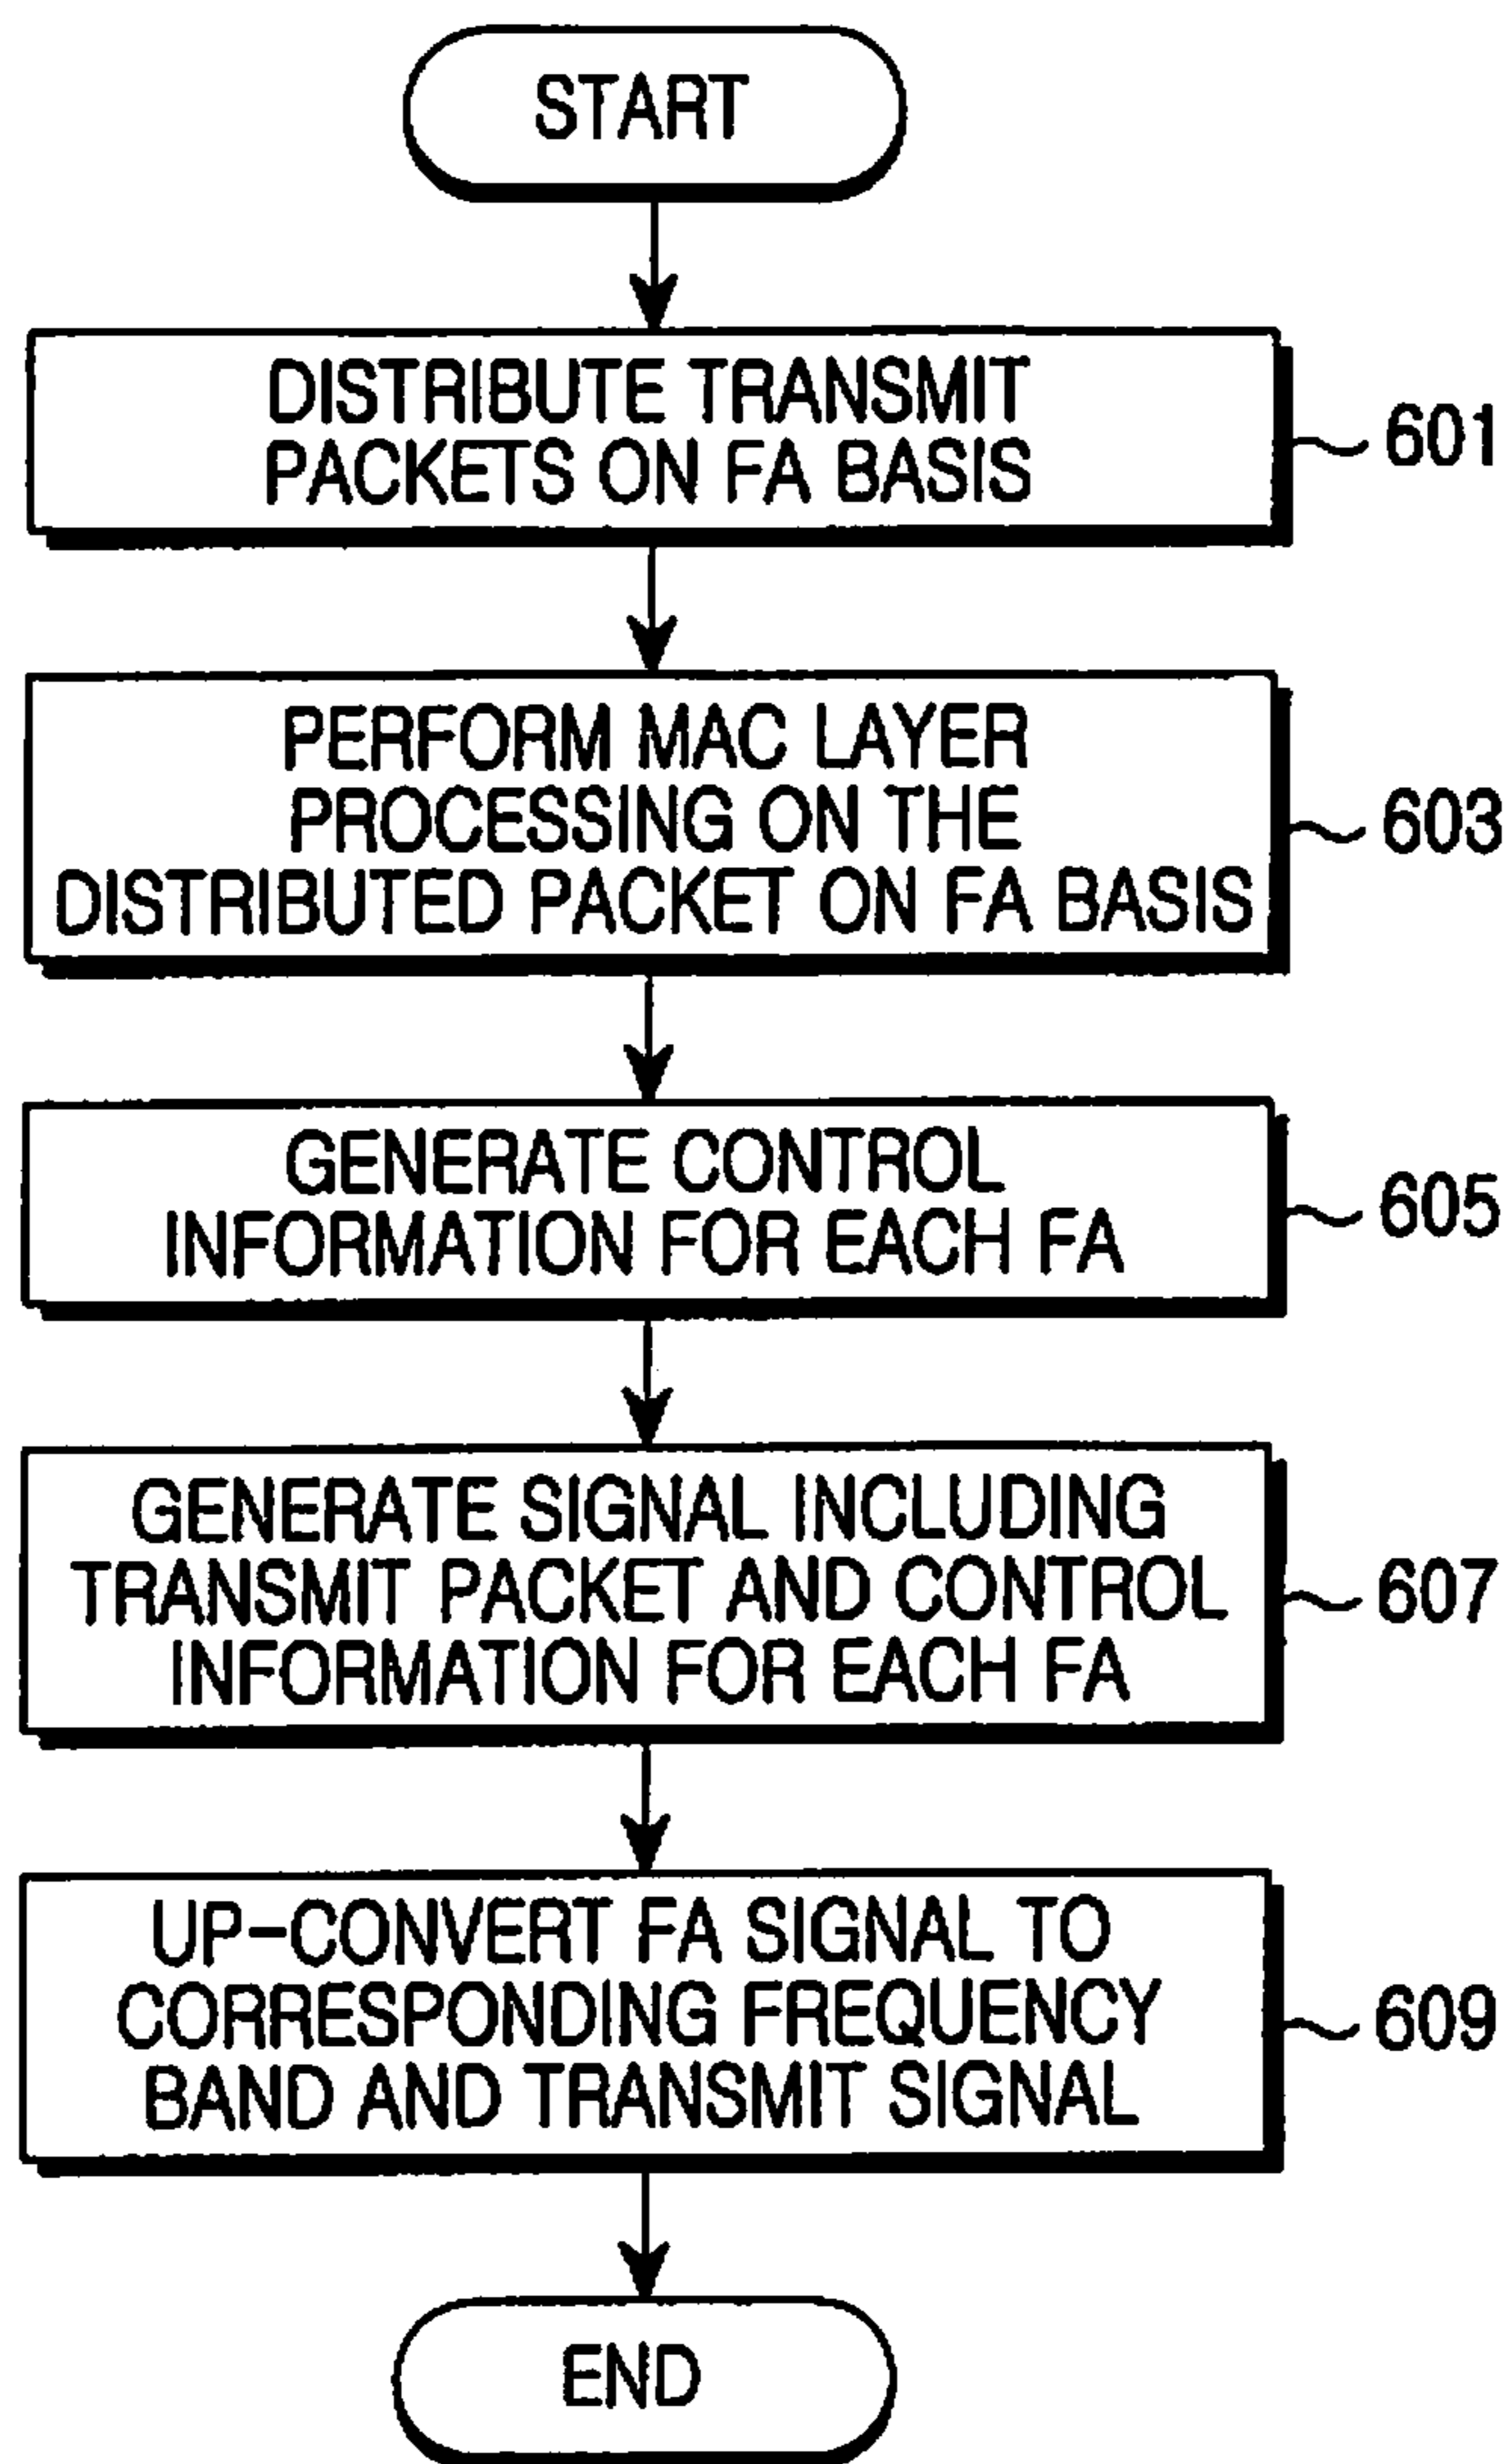 START
DISTRIBUTE TRANSMIT
PACKETS ON FA BASIS
601
PERFORM MAC LAYER
PROCESSING ON THE
DISTRIBUTED PACKET ON FA BASIS
603
GENERATE CONTROL
INFORMATION FOR EACH FA
605
GENERATE SIGNAL INCLUDING
TRANSMIT PACKET AND CONTROL
INFORMATION FOR EACH FA
607
UP-CONVERT FA SIGNAL TO
CORRESPONDING FREQUENCY
BAND AND TRANSMIT SIGNAL
609
END